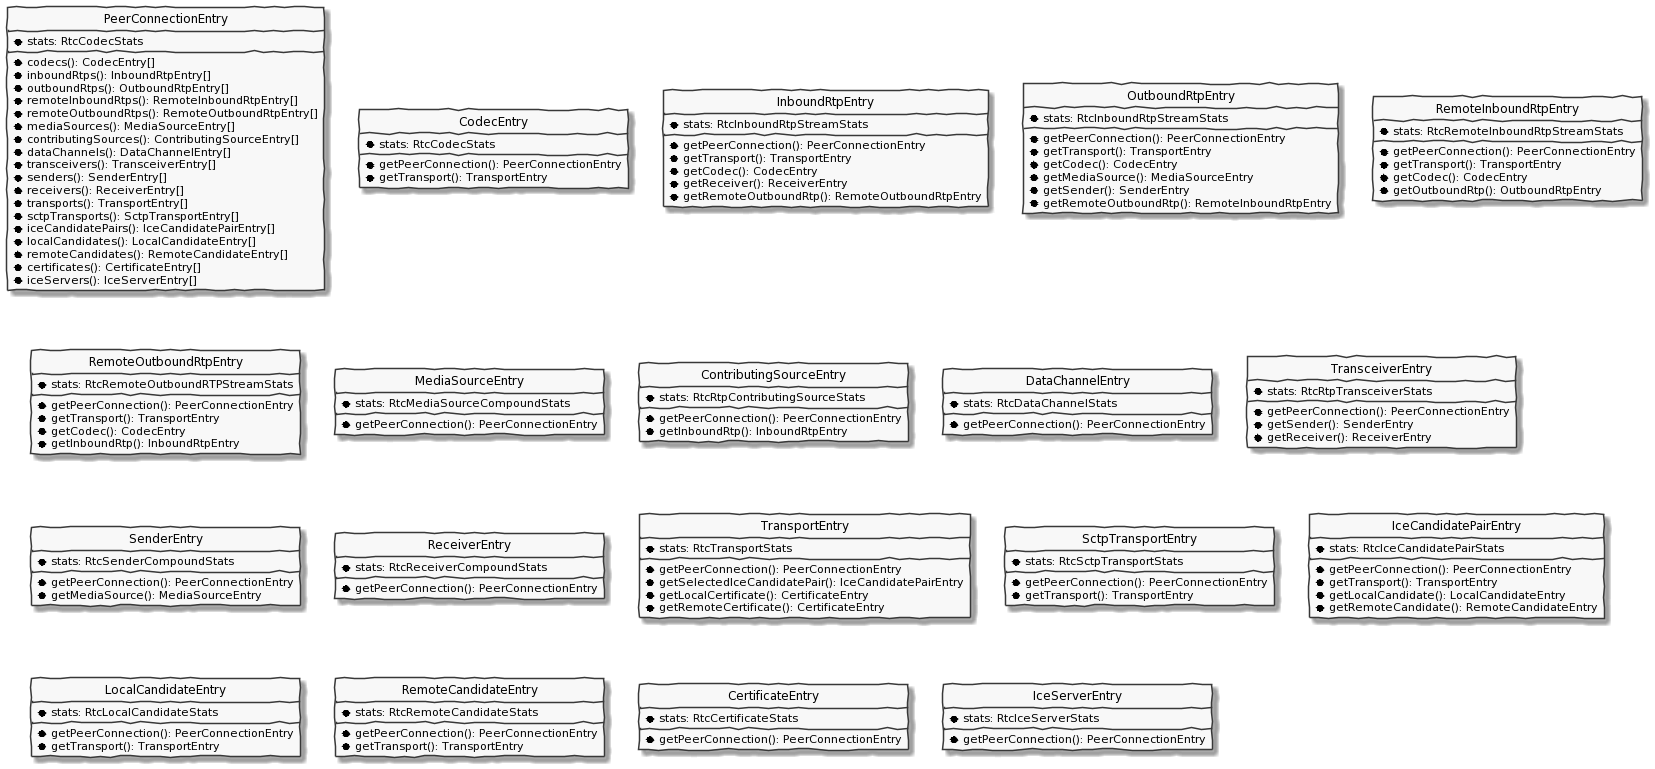 PeerConnectionEntry
stats: RtcCodecStats
codecs(): CodecEntry[]
inboundRtps(): InboundRtpEntry[]
outboundRtps(): OutboundRtpEntry[]
remoteInboundRtps(): RemoteInboundRtpEntry[]
remoteOutboundRtps(): RemoteOutboundRtpEntry[]
mediaSources(): MediaSourceEntry[]
contributingSources(): ContributingSourceEntry[]
dataChannels(): DataChannelEntry[]
transceivers(): TransceiverEntry[]
senders(): SenderEntry[]
receivers(): ReceiverEntry[]
transports(): TransportEntry[]
sctpTransports(): SctpTransportEntry[]
iceCandidatePairs(): IceCandidatePairEntry[]
localCandidates(): LocalCandidateEntry[]
remoteCandidates(): RemoteCandidateEntry[]
certificates(): CertificateEntry[]
iceServers(): IceServerEntry[]
CodecEntry
stats: RtcCodecStats
getPeerConnection(): PeerConnectionEntry
getTransport(): TransportEntry
InboundRtpEntry
stats: RtcInboundRtpStreamStats
getPeerConnection(): PeerConnectionEntry
getTransport(): TransportEntry
getCodec(): CodecEntry
getReceiver(): ReceiverEntry
getRemoteOutboundRtp(): RemoteOutboundRtpEntry
OutboundRtpEntry
stats: RtcInboundRtpStreamStats
getPeerConnection(): PeerConnectionEntry
getTransport(): TransportEntry
getCodec(): CodecEntry
getMediaSource(): MediaSourceEntry
getSender(): SenderEntry
getRemoteOutboundRtp(): RemoteInboundRtpEntry
RemoteInboundRtpEntry
stats: RtcRemoteInboundRtpStreamStats
getPeerConnection(): PeerConnectionEntry
getTransport(): TransportEntry
getCodec(): CodecEntry
getOutboundRtp(): OutboundRtpEntry
RemoteOutboundRtpEntry
stats: RtcRemoteOutboundRTPStreamStats
getPeerConnection(): PeerConnectionEntry
getTransport(): TransportEntry
getCodec(): CodecEntry
getInboundRtp(): InboundRtpEntry
MediaSourceEntry
stats: RtcMediaSourceCompoundStats
getPeerConnection(): PeerConnectionEntry
ContributingSourceEntry
stats: RtcRtpContributingSourceStats
getPeerConnection(): PeerConnectionEntry
getInboundRtp(): InboundRtpEntry
DataChannelEntry
stats: RtcDataChannelStats
getPeerConnection(): PeerConnectionEntry
TransceiverEntry
stats: RtcRtpTransceiverStats
getPeerConnection(): PeerConnectionEntry
getSender(): SenderEntry
getReceiver(): ReceiverEntry
SenderEntry
stats: RtcSenderCompoundStats
getPeerConnection(): PeerConnectionEntry
getMediaSource(): MediaSourceEntry
ReceiverEntry
stats: RtcReceiverCompoundStats
getPeerConnection(): PeerConnectionEntry
TransportEntry
stats: RtcTransportStats
getPeerConnection(): PeerConnectionEntry
getSelectedIceCandidatePair(): IceCandidatePairEntry
getLocalCertificate(): CertificateEntry
getRemoteCertificate(): CertificateEntry
SctpTransportEntry
stats: RtcSctpTransportStats
getPeerConnection(): PeerConnectionEntry
getTransport(): TransportEntry
IceCandidatePairEntry
stats: RtcIceCandidatePairStats
getPeerConnection(): PeerConnectionEntry
getTransport(): TransportEntry
getLocalCandidate(): LocalCandidateEntry
getRemoteCandidate(): RemoteCandidateEntry
LocalCandidateEntry
stats: RtcLocalCandidateStats
getPeerConnection(): PeerConnectionEntry
getTransport(): TransportEntry
RemoteCandidateEntry
stats: RtcRemoteCandidateStats
getPeerConnection(): PeerConnectionEntry
getTransport(): TransportEntry
CertificateEntry
stats: RtcCertificateStats
getPeerConnection(): PeerConnectionEntry
IceServerEntry
stats: RtcIceServerStats
getPeerConnection(): PeerConnectionEntry